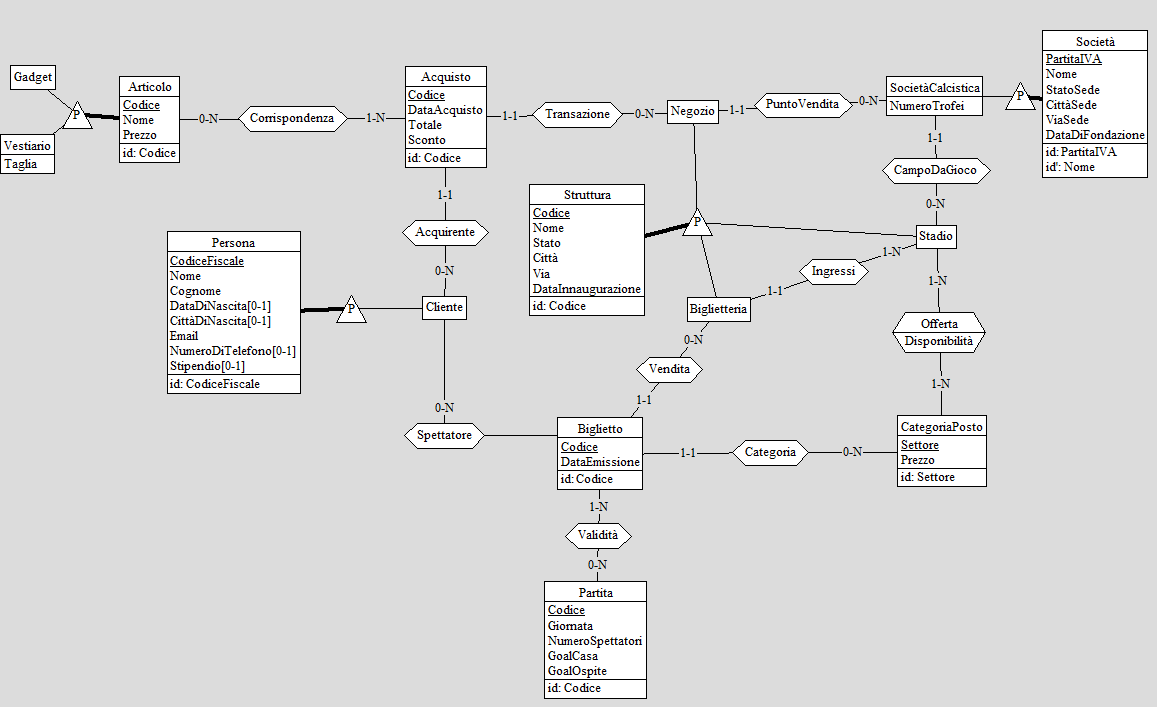 Gadget
P
Vestiario
Taglia
Articolo
Codice
Nome
Prezzo
id: Codice
0-N
Corrispondenza
1-N
Acquisto
Codice
DataAcquisto
Totale
Sconto
id: Codice
1-1
Transazione
0-N
Negozio
1-1
PuntoVendita
0-N
SocietàCalcistica
NumeroTrofei
P
Società
PartitaIVA
Nome
StatoSede
CittàSede
ViaSede
DataDiFondazione
id: PartitaIVA
id': Nome
1-1
CampoDaGioco
0-N
Stadio
1-1
Acquirente
0-N
Cliente
Struttura
Codice
Nome
Stato
Città
Via
DataInnaugurazione
id: Codice
P
1-N
Ingressi
1-1
Biglietteria
Persona
CodiceFiscale
Nome
Cognome
DataDiNascita[0-1]
CittàDiNascita[0-1]
Email
NumeroDiTelefono[0-1]
Stipendio[0-1]
id: CodiceFiscale
P
1-N
Offerta
Disponibilità
1-N
0-N
Vendita
1-1
0-N
Spettatore
Biglietto
Codice
DataEmissione
id: Codice
1-1
Categoria
0-N
CategoriaPosto
Settore
Prezzo
id: Settore
1-N
Validità
0-N
Partita
Codice
Giornata
NumeroSpettatori
GoalCasa
GoalOspite
id: Codice